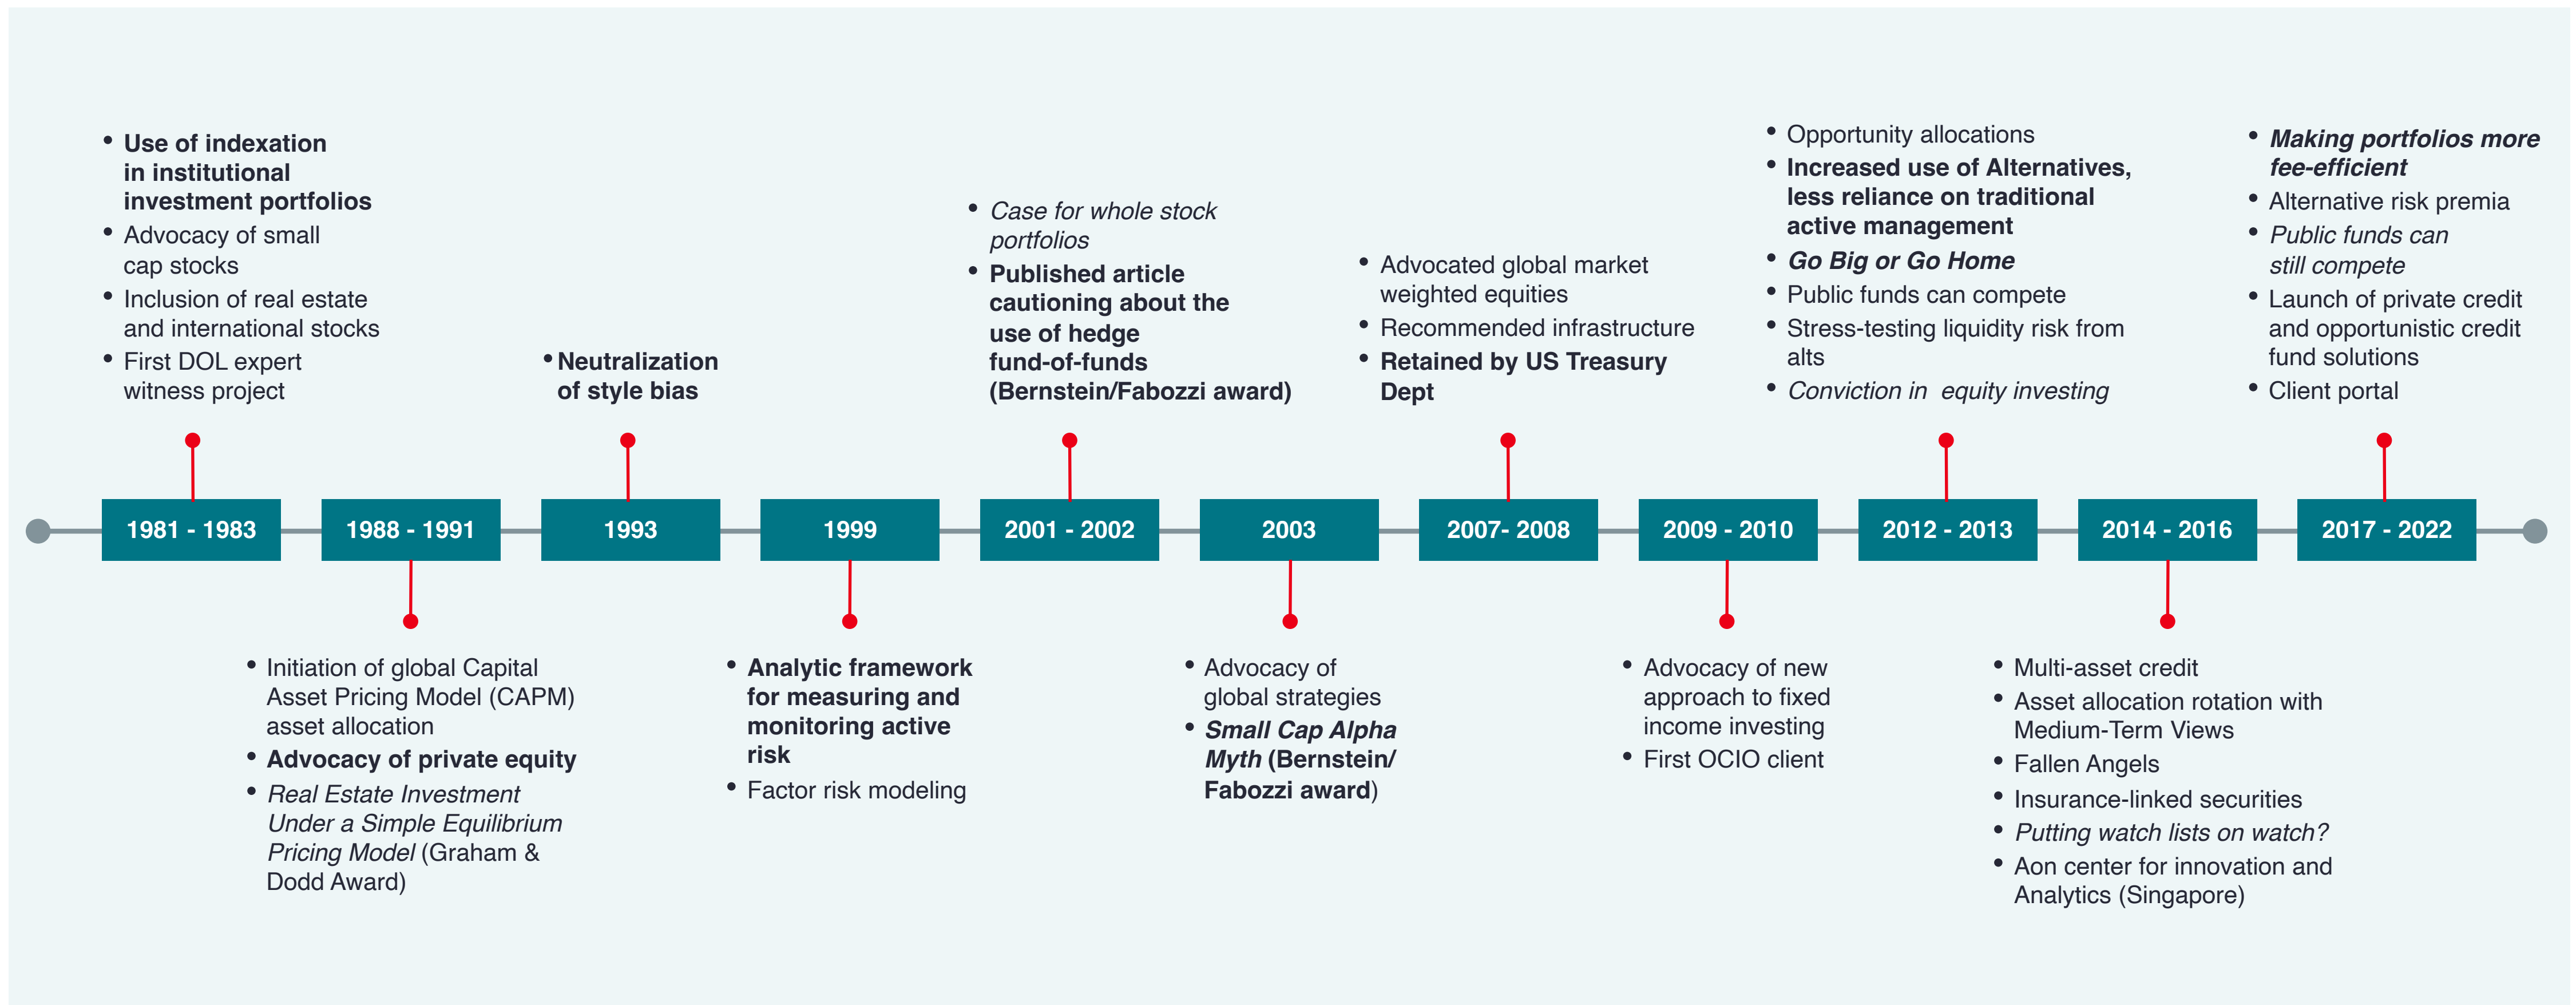 • Use of indexation
in institutional
investment portfolios
• Advocacy of small
cap stocks
• Inclusion of real estate
and international stocks
• First DOL expert
witness project
• Neutralization
of style bias
• Case for whole stock
portfolios
• Published article
cautioning about the
use of hedge
fund-of-funds
(Bernstein/Fabozzi award)
• Advocated global market
weighted equities
• Recommended infrastructure
• Retained by US Treasury
Dept
• Opportunity allocations
• Increased use of Alternatives,
less reliance on traditional
active management
• Go Big or Go Home
• Public funds can compete
• Stress-testing liquidity risk from
alts
• Conviction in  equity investing
• Making portfolios more
fee-efficient
• Alternative risk premia
• Public funds can
still compete
• Launch of private credit
and opportunistic credit
fund solutions
• Client portal
1981 - 1983
1988 - 1991
1993
1999
2001 - 2002
2003
2007- 2008
2009 - 2010
2012 - 2013
2014 - 2016
2017 - 2022
• Initiation of global Capital
Asset Pricing Model (CAPM)
asset allocation
• Advocacy of private equity
• Real Estate Investment
Under a Simple Equilibrium
Pricing Model (Graham &
Dodd Award)
• Analytic framework
for measuring and
monitoring active
risk
• Factor risk modeling
• Advocacy of
global strategies
• Small Cap Alpha
Myth (Bernstein/
Fabozzi award)
• Advocacy of new
approach to fixed
income investing
• First OCIO client
• Multi-asset credit
• Asset allocation rotation with
Medium-Term Views
• Fallen Angels
• Insurance-linked securities
• Putting watch lists on watch?
• Aon center for innovation and
Analytics (Singapore)